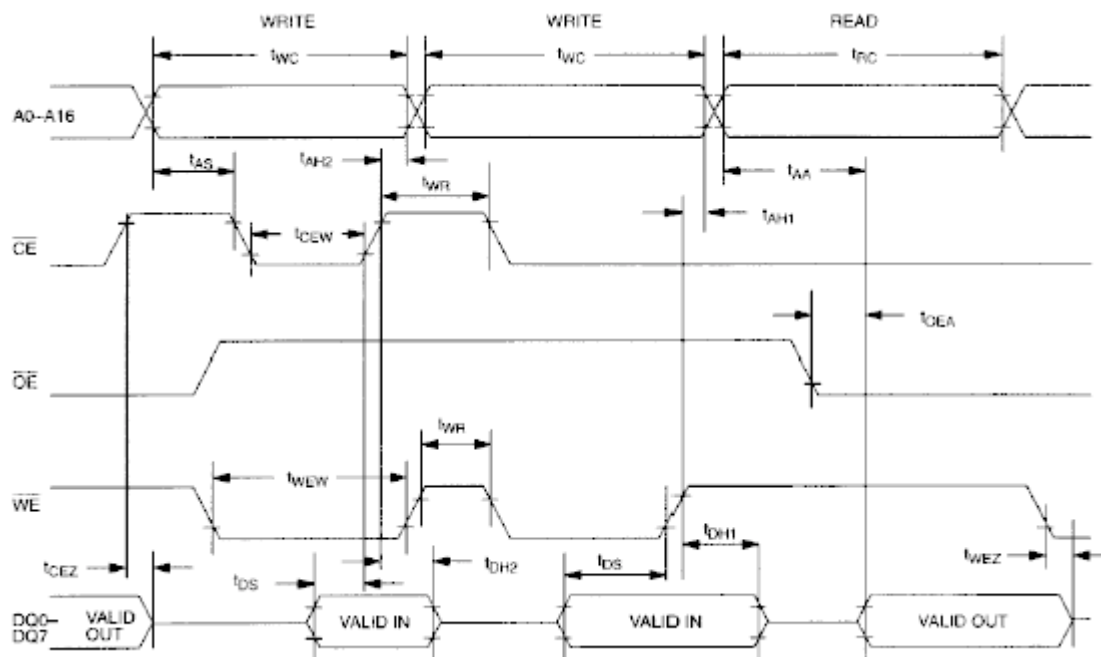 WRITE WRITE READ
tWC tWC tRC
A0–A16
tAS tAH2 tWR tAA
tAH1
CE tCEW
tOEA
OE
tWR
tWEW
WE
tDH1
tCEZ tDS tDH2 tDS tWEZ
DQ0– VALID VALID IN VALID IN VALID OUT
DQ7 OUT